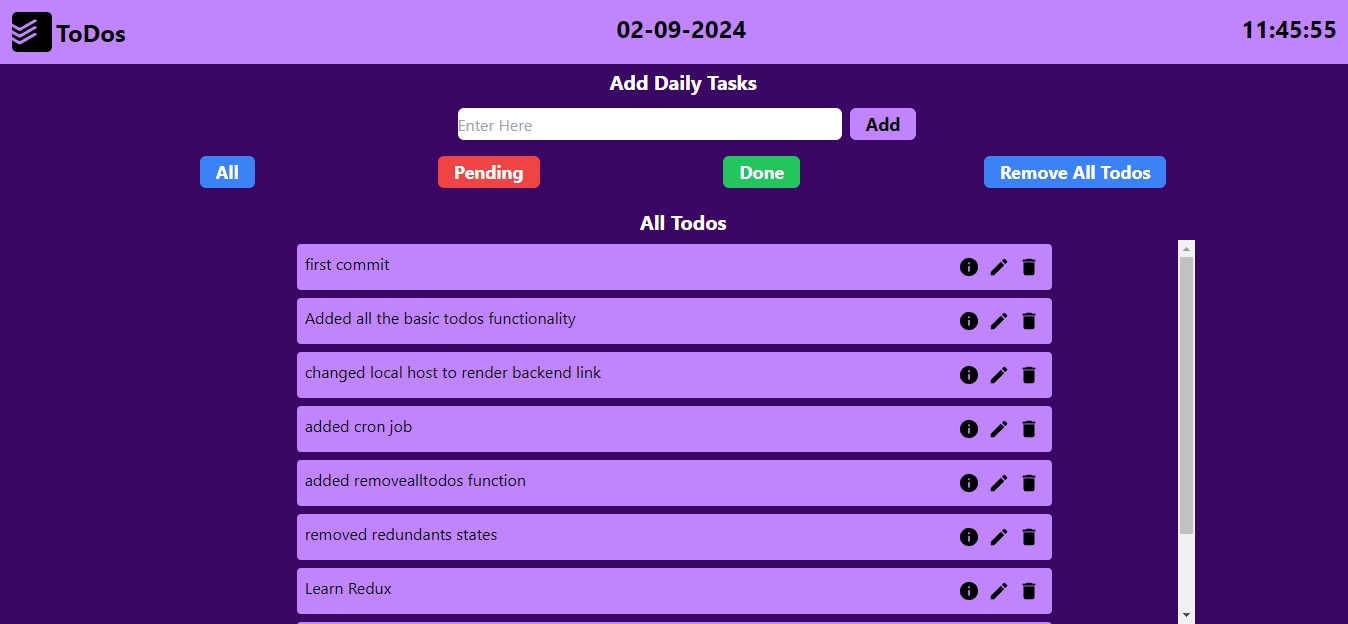 ToDos
02-09-2024
11:45:55
Add Daily Tasks
Enter Here
Add
All
Pending
Done
Remove All Todos
All Todos
first commit
Added all the basic todos functionality
changed local host to render backend link
added cron job
added removealltodos function
removed redundants states
Learn Redux